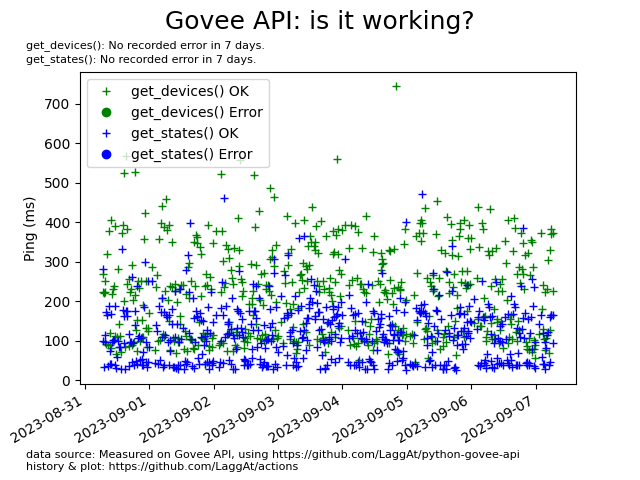 Govee API: is it working?
get_devices(): No recorded error in 7 days.
get_states(): No recorded error in 7 days.
get_devices() OK
get_devices() Error
get_states() OK
get_states() Error
Ping (ms)
700
600
500
400
300
200
100
0
2023-08-31
2023-09-01
2023-09-02
2023-09-03
2023-09-04
2023-09-05
2023-09-06
2023-09-07
data source: Measured on Govee API, using https://github.com/LaggAt/python-govee-api
history & plot: https://github.com/LaggAt/actions